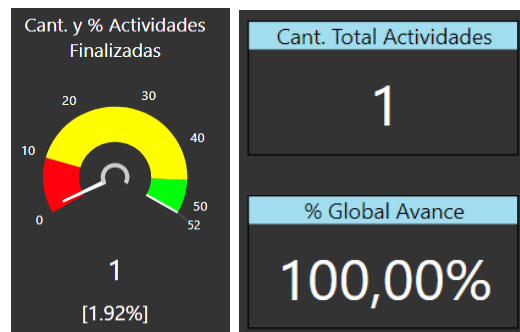 Cant. y % Actividades
Finalizadas
0
10
20
30
40
50
52
1
[1.92%]
Cant. Total Actividades
1
% Global Avance
100,00%